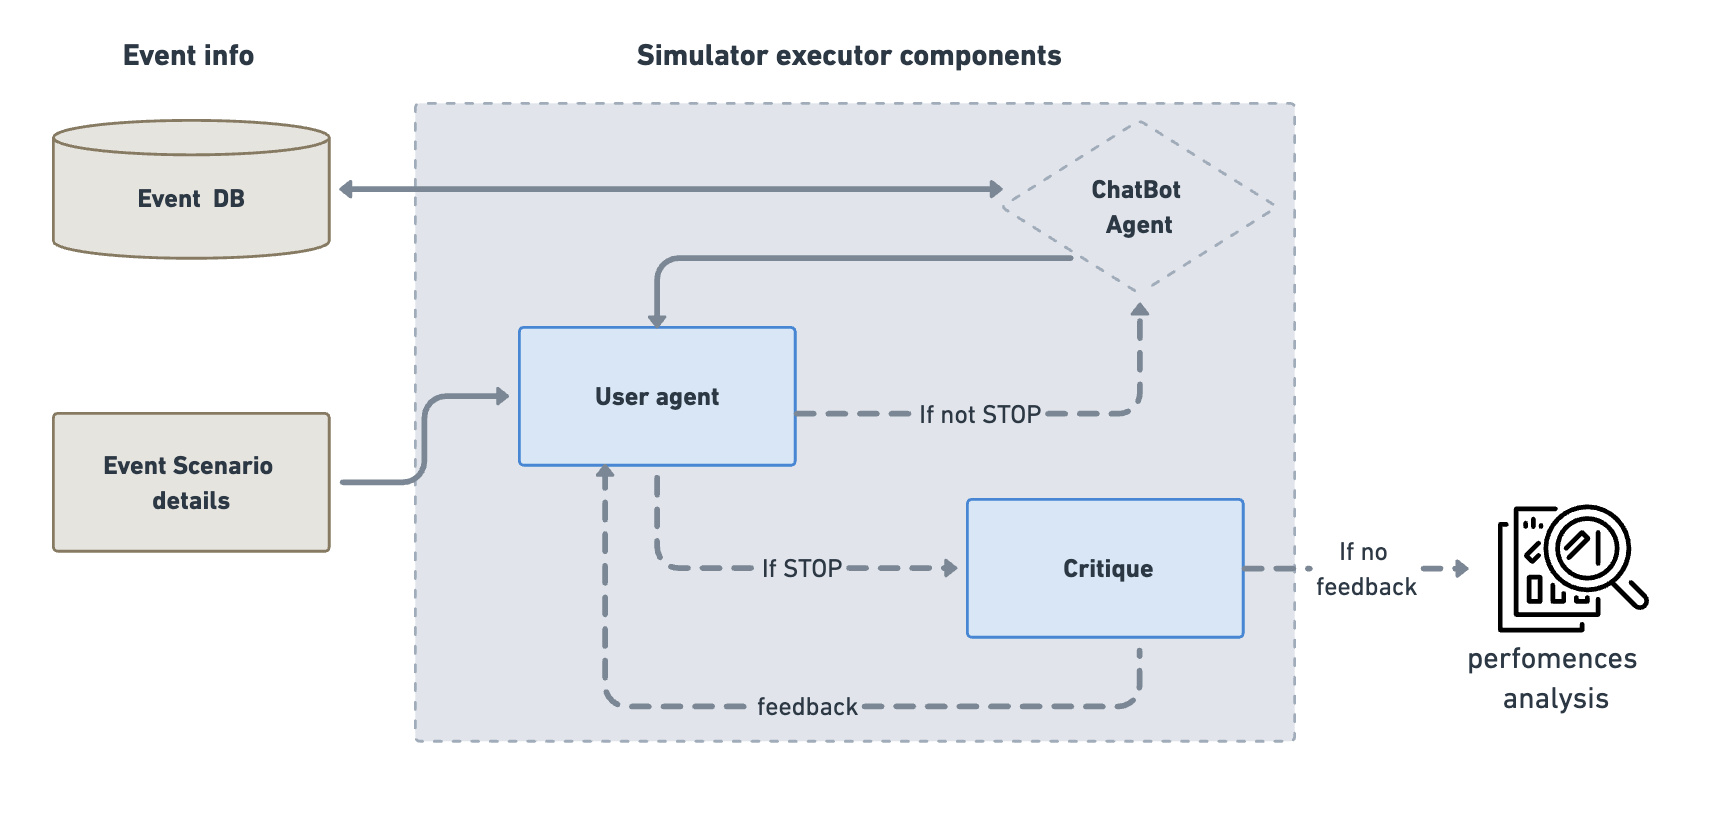 Event info
Simulator executor components
Event DB
ChatBot
Agent
User agent
If not STOP
Event Scenario
details
If STOP
Critique
If no
feedback
feedback
perfomences
analysis